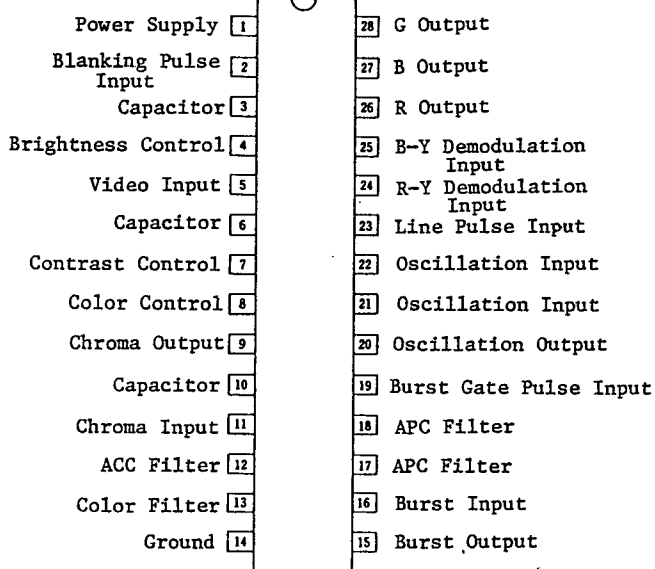 Power Supply 1 28 G Output
Blanking Pulse Input 2 27 B Output
Capacitor 3 26 R Output
Brightness Control 4 25 B-Y Demodulation Input
Video Input 5 24 R-Y Demodulation Input
Capacitor 6 23 Line Pulse Input
Contrast Control 7 22 Oscillation Input
Color Control 8 21 Oscillation Input
Chroma Output 9 20 Oscillation Output
Capacitor 10 19 Burst Gate Pulse Input
Chroma Input 11 18 APC Filter
ACC Filter 12 17 APC Filter
Color Filter 13 16 Burst Input
Ground 14 15 Burst Output